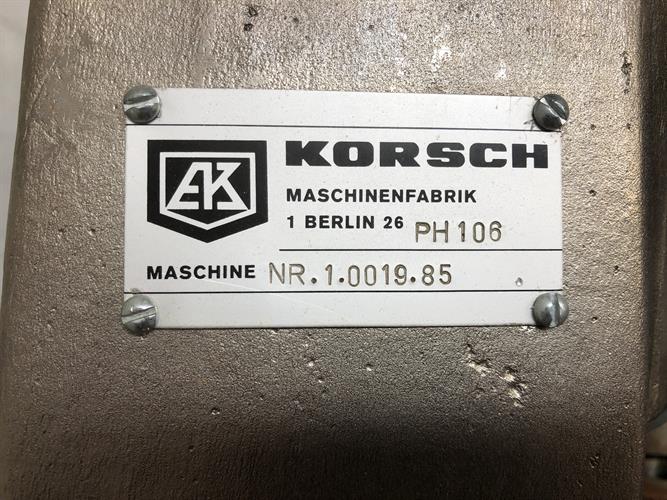 EK
KORSCH
MASCHINENFABRIK
1 BERLIN 26 PH 106
MASCHINE NR.1.0019.85